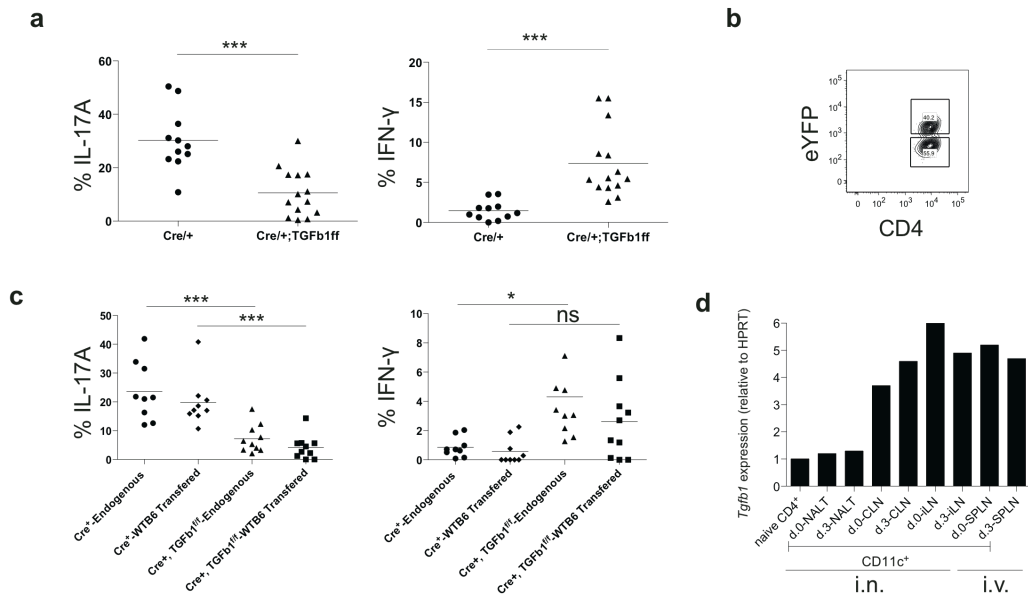 a
***
60
40
20
0
% IL-17A
Cre/+
Cre/+;TGFb1ff
***
20
15
10
5
0
% IFN-γ
Cre/+
Cre/+;TGFb1ff
b
10⁵
10⁴
10³
10²
0
eYFP
40.2
55.9
0 10² 10³ 10⁴ 10⁵
CD4
c
***
***
50
40
30
20
10
0
% IL-17A
Cre⁺-Endogenous
Cre⁺-WTB6 Transfered
Cre+, TGFb1f/f-Endogenous
Cre+, TGFb1f/f-WTB6 Transfered
*
ns
10
8
6
4
2
0
% IFN-γ
Cre⁺-Endogenous
Cre⁺-WTB6 Transfered
Cre+, TGFb1f/f-Endogenous
Cre+, TGFb1f/f-WTB6 Transfered
d
6
5
4
3
2
1
0
Tgfb1 expression (relative to HPRT)
naive CD4⁺
d.0-NALT
d.3-NALT
d.0-CLN
d.3-CLN
d.0-iLN
d.3-iLN
d.0-SPLN
d.3-SPLN
CD11c⁺
i.n.
i.v.